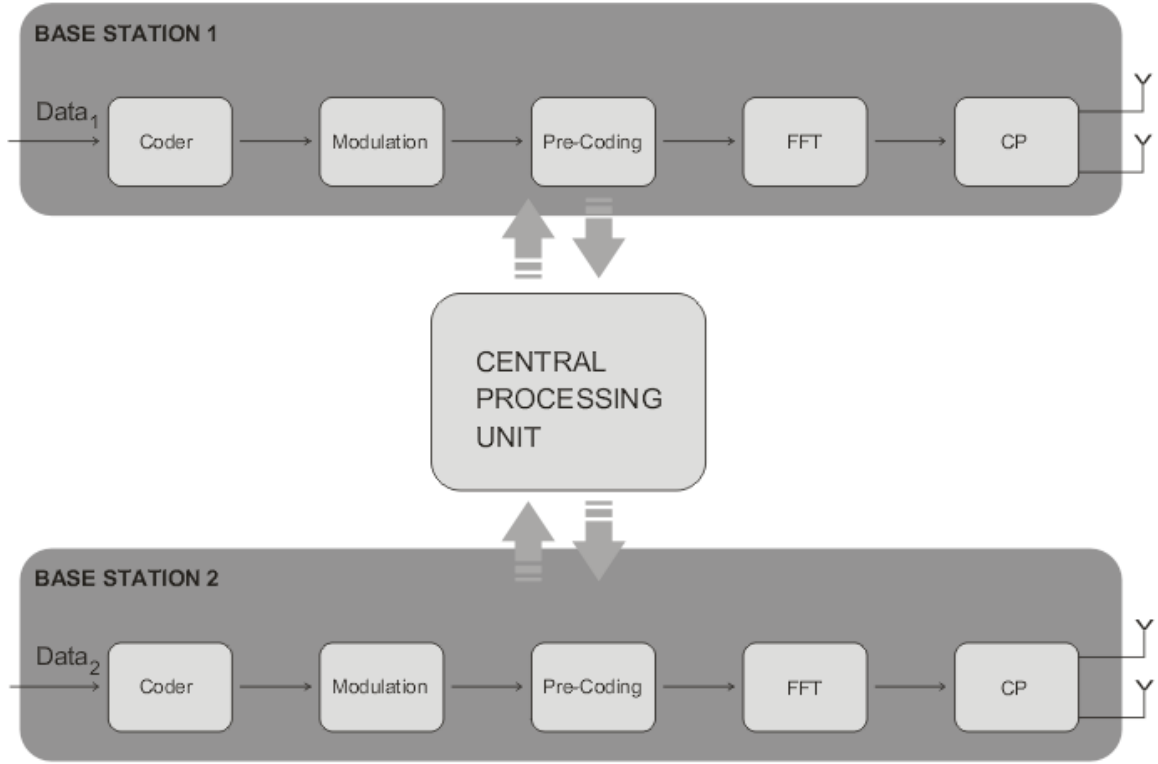 BASE STATION 1
Data1
Coder
Modulation
Pre-Coding
FFT
CP
CENTRAL
PROCESSING
UNIT
BASE STATION 2
Data2
Coder
Modulation
Pre-Coding
FFT
CP